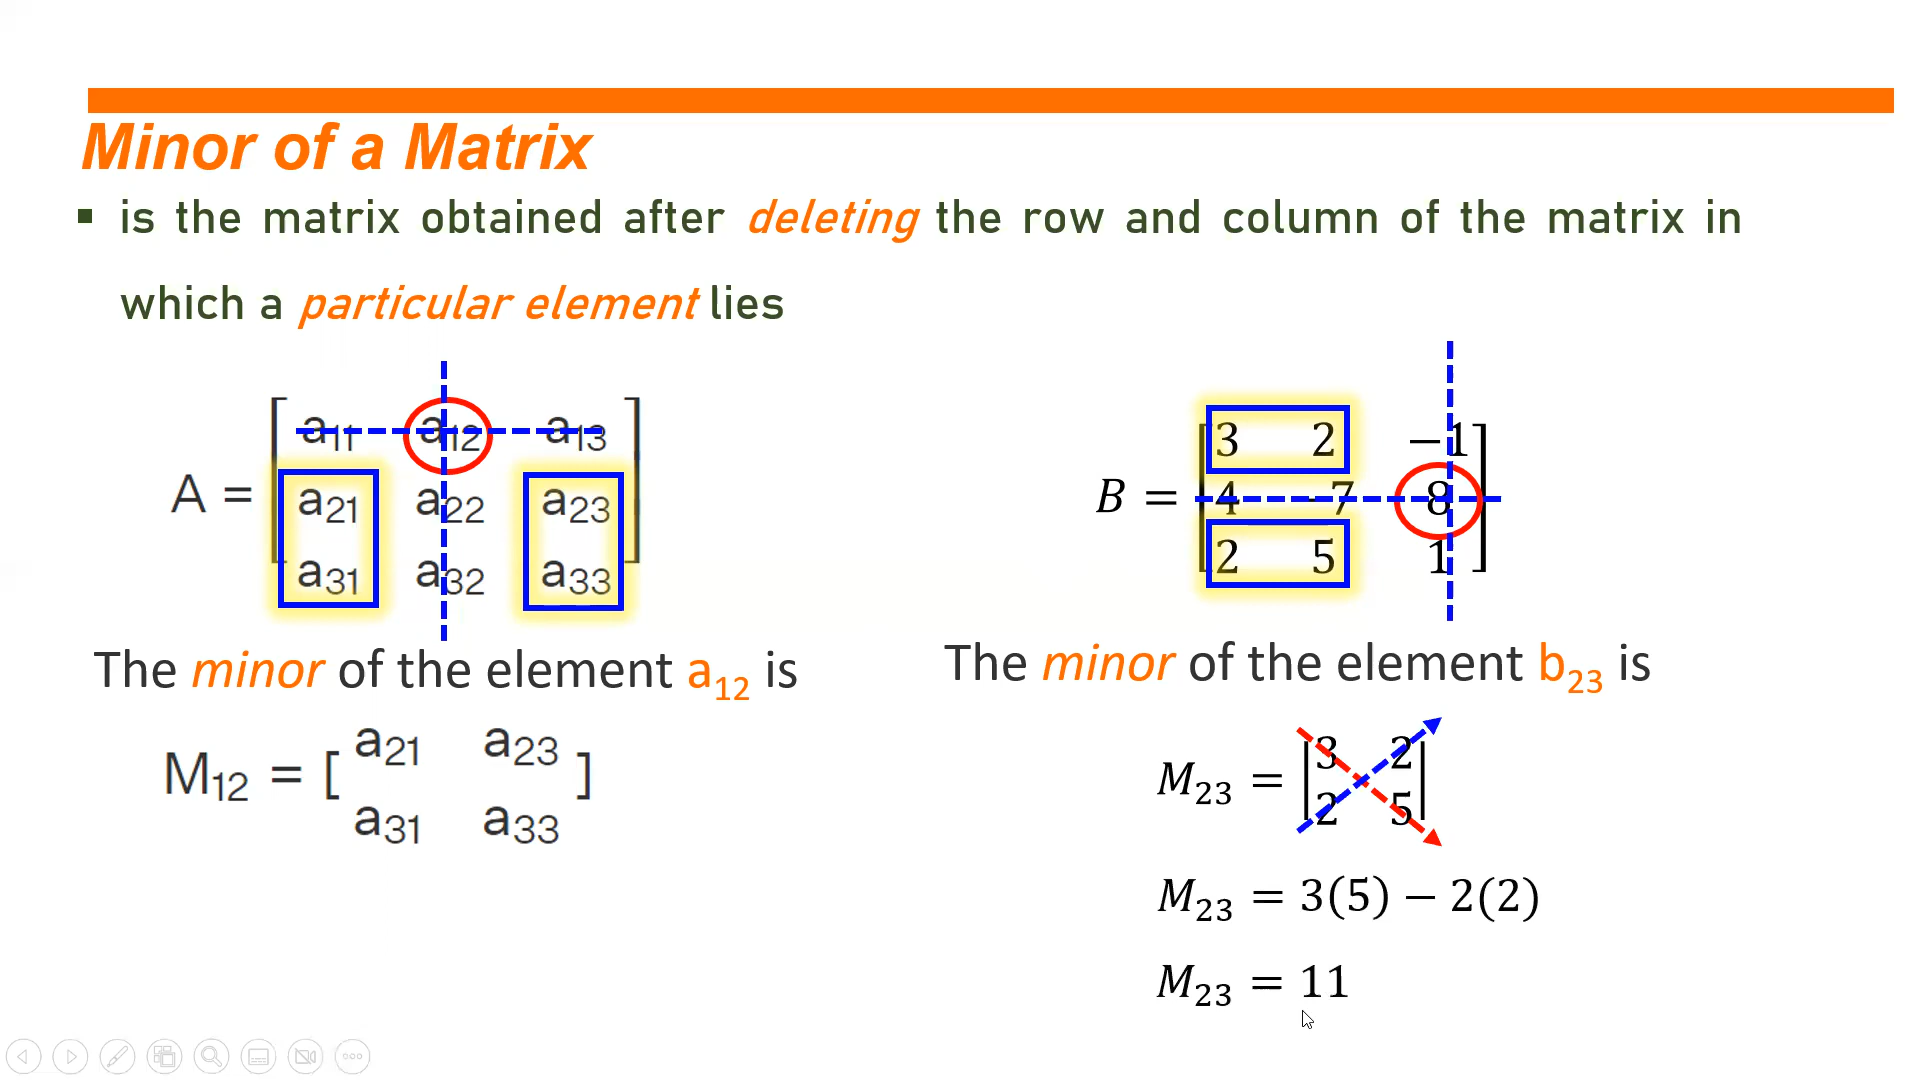 Minor of a Matrix
▪ is the matrix obtained after deleting the row and column of the matrix in
which a particular element lies
A = [ a₁₁ a₁₂ a₁₃
a₂₁ a₂₂ a₂₃
a₃₁ a₃₂ a₃₃ ]
The minor of the element a₁₂ is
M₁₂ = [ a₂₁ a₂₃
a₃₁ a₃₃ ]
B = [ 3 2 −1
4 −7 8
2 5 1 ]
The minor of the element b₂₃ is
M₂₃ = | 3 2
2 5 |
M₂₃ = 3(5) − 2(2)
M₂₃ = 11